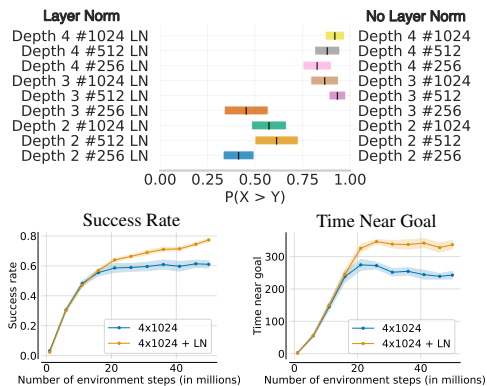 Layer Norm No Layer Norm
Depth 4 #1024 LN Depth 4 #1024
Depth 4 #512 LN Depth 4 #512
Depth 4 #256 LN Depth 4 #256
Depth 3 #1024 LN Depth 3 #1024
Depth 3 #512 LN Depth 3 #512
Depth 3 #256 LN Depth 3 #256
Depth 2 #1024 LN Depth 2 #1024
Depth 2 #512 LN Depth 2 #512
Depth 2 #256 LN Depth 2 #256
0.00 0.25 0.50 0.75 1.00
P(X > Y)
Success Rate
0.8
0.6
0.4
0.2
0.0
Success rate
4x1024
4x1024 + LN
0 10 20 30 40 50
Number of environment steps (in millions)
Time Near Goal
300
200
100
0
Time near goal
4x1024
4x1024 + LN
0 10 20 30 40 50
Number of environment steps (in millions)